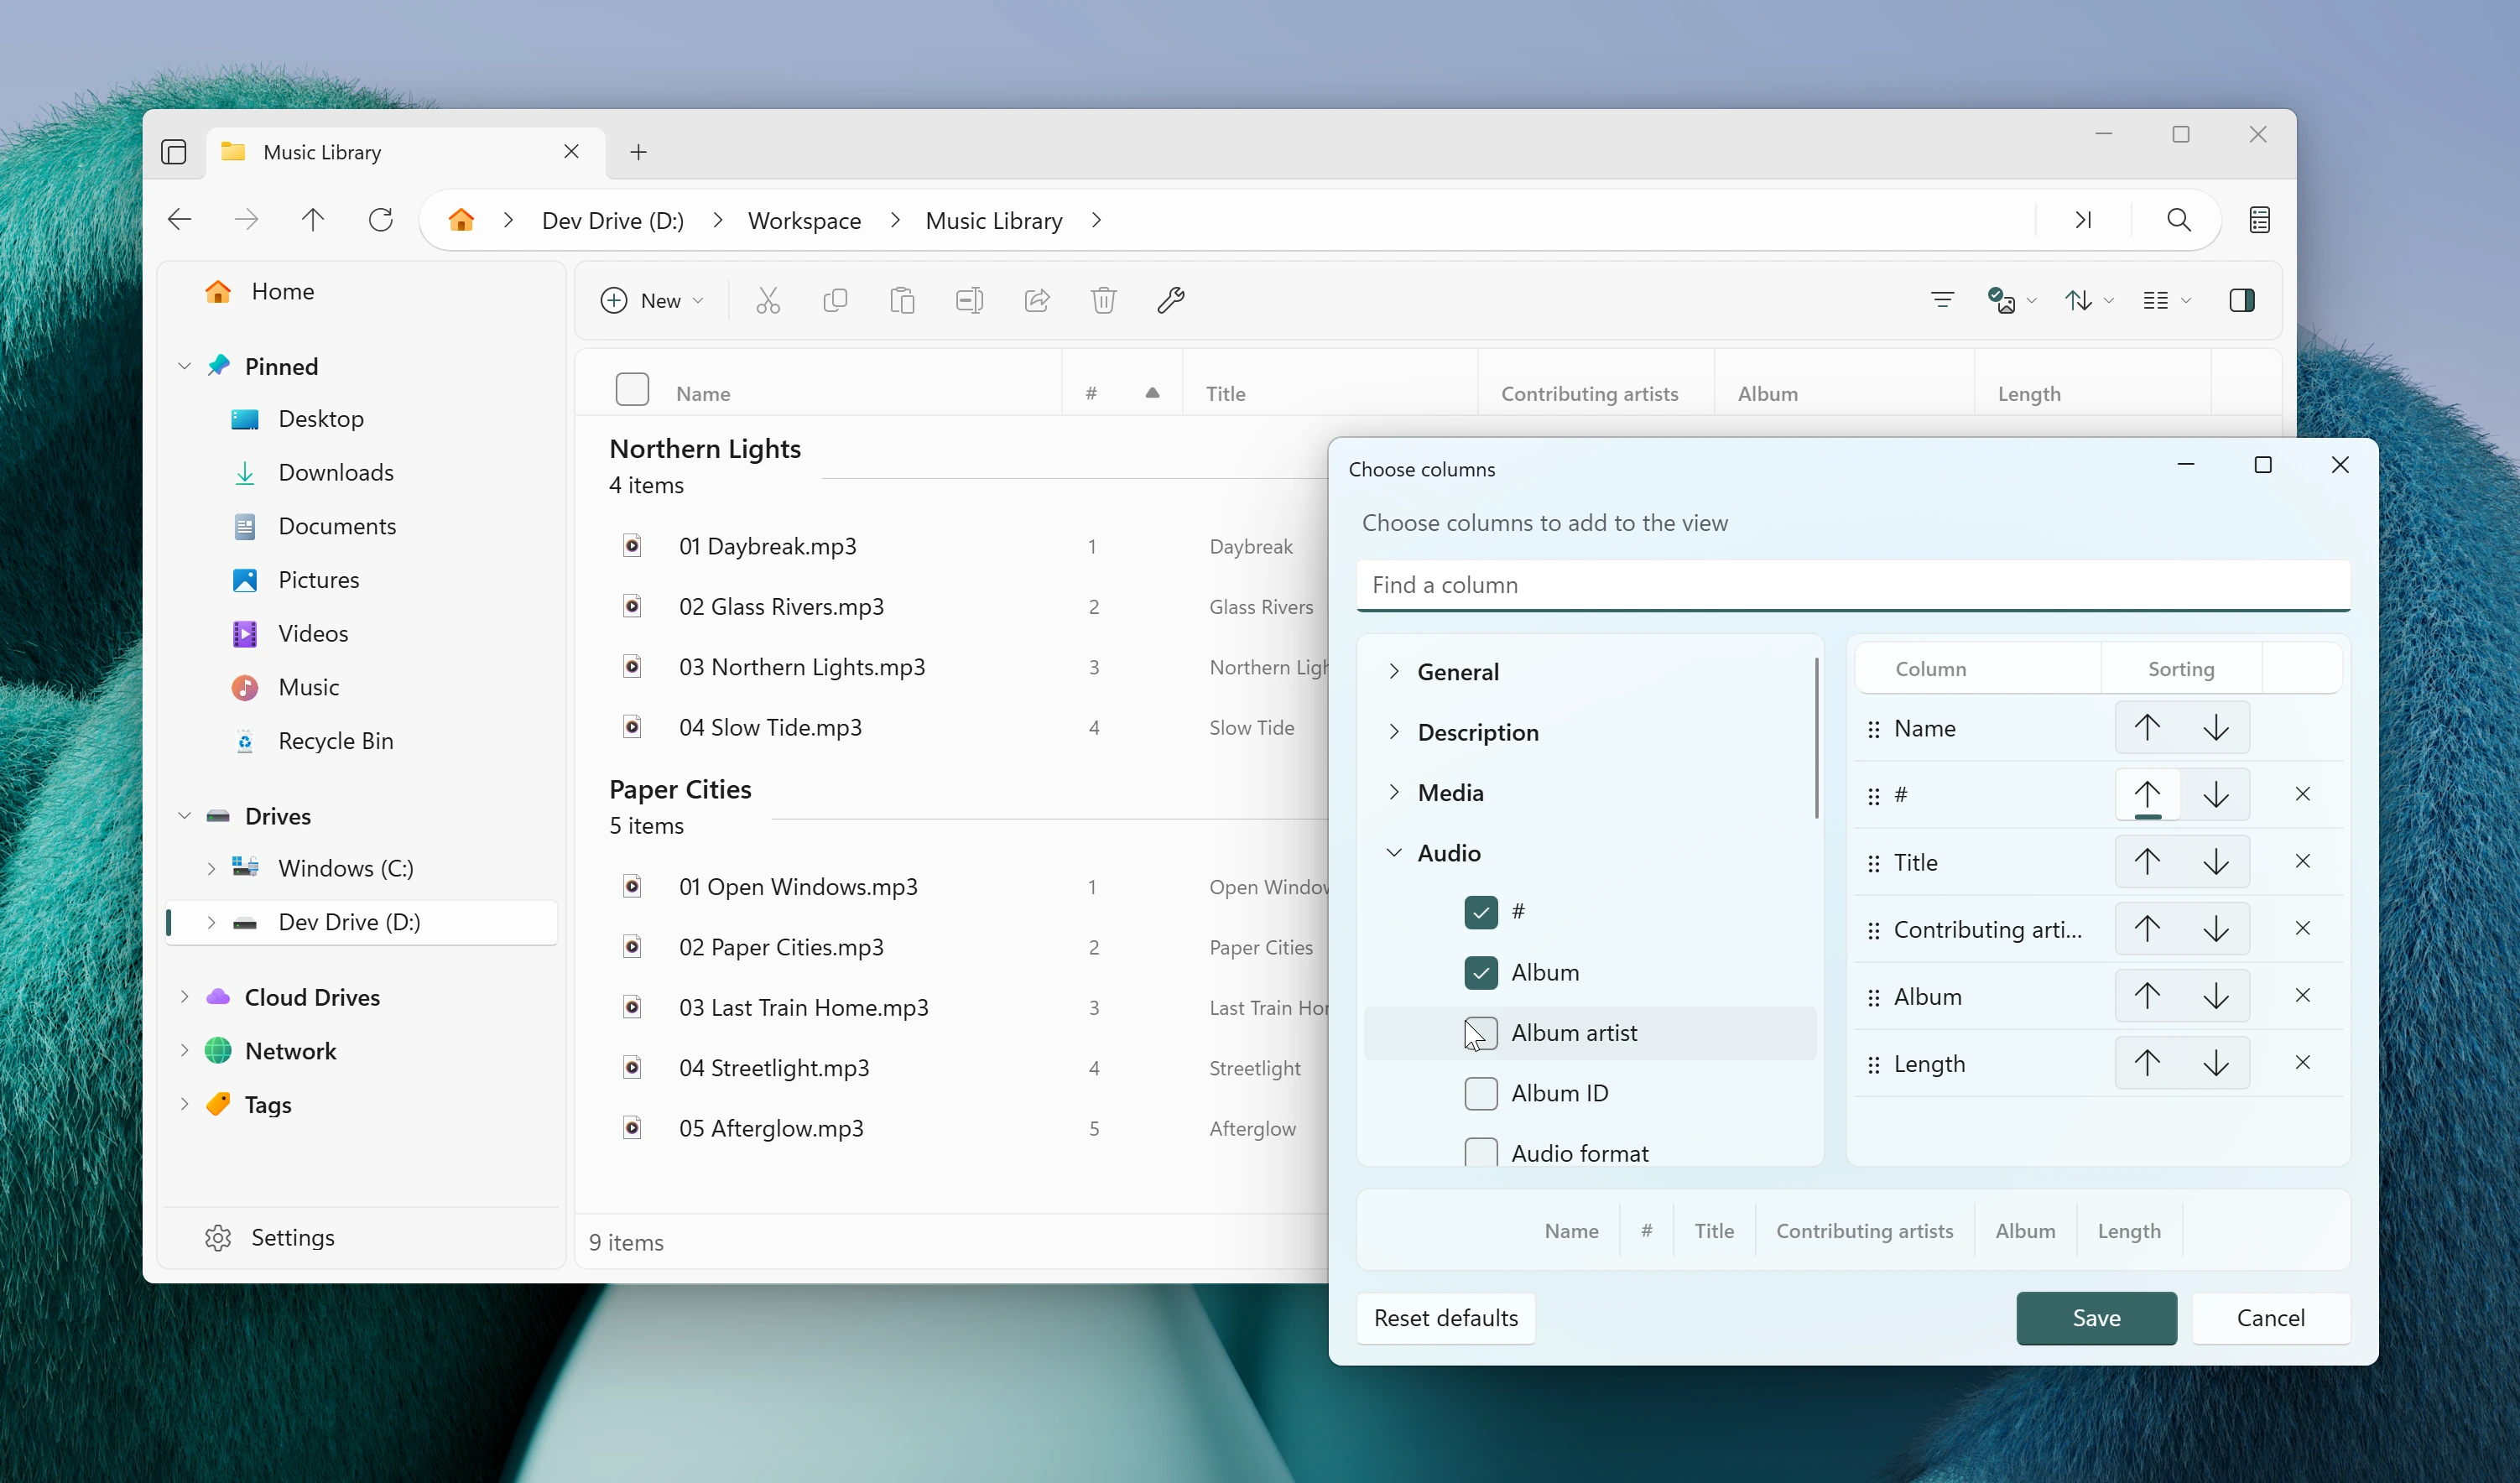 Music Library
Dev Drive (D:)
Workspace
Music Library
Home
Pinned
Desktop
Downloads
Documents
Pictures
Videos
Music
Recycle Bin
Drives
Windows (C:)
Dev Drive (D:)
Cloud Drives
Network
Tags
Settings
New
Name # Title Contributing artists Album Length
Northern Lights
4 items
01 Daybreak.mp3 1 Daybreak
02 Glass Rivers.mp3 2 Glass Rivers
03 Northern Lights.mp3 3 Northern Ligh
04 Slow Tide.mp3 4 Slow Tide
Paper Cities
5 items
01 Open Windows.mp3 1 Open Window
02 Paper Cities.mp3 2 Paper Cities
03 Last Train Home.mp3 3 Last Train Hor
04 Streetlight.mp3 4 Streetlight
05 Afterglow.mp3 5 Afterglow
9 items
Choose columns
Choose columns to add to the view
Find a column
General
Description
Media
Audio
#
Album
Album artist
Album ID
Audio format
Column Sorting
Name
#
Title
Contributing arti...
Album
Length
Name # Title Contributing artists Album Length
Reset defaults
Save
Cancel